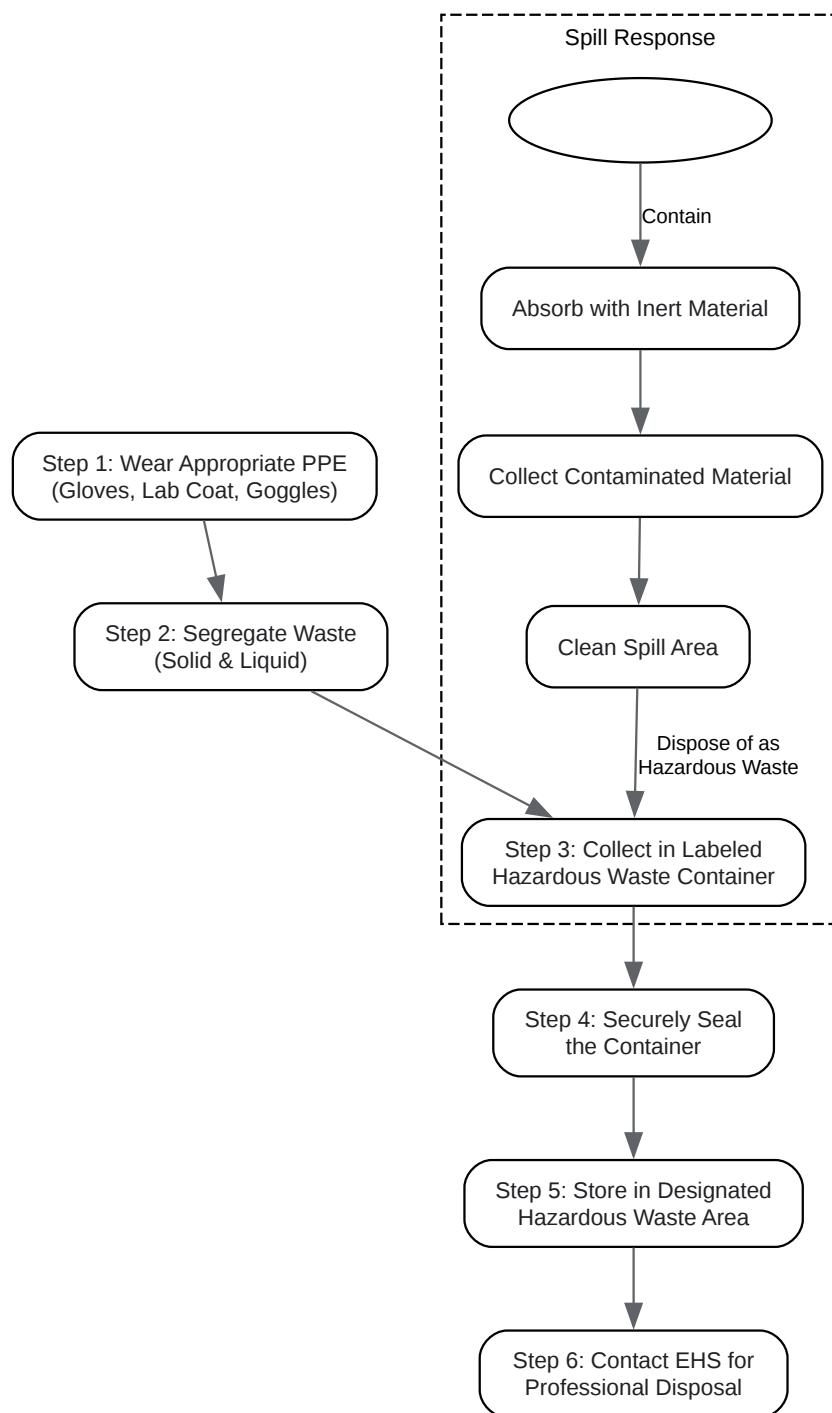 Spill Response
Contain
Absorb with Inert Material
Collect Contaminated Material
Step 1: Wear Appropriate PPE
(Gloves, Lab Coat, Goggles)
Step 2: Segregate Waste
(Solid & Liquid)
Clean Spill Area
Dispose of as
Hazardous Waste
Step 3: Collect in Labeled
Hazardous Waste Container
Step 4: Securely Seal
the Container
Step 5: Store in Designated
Hazardous Waste Area
Step 6: Contact EHS for
Professional Disposal